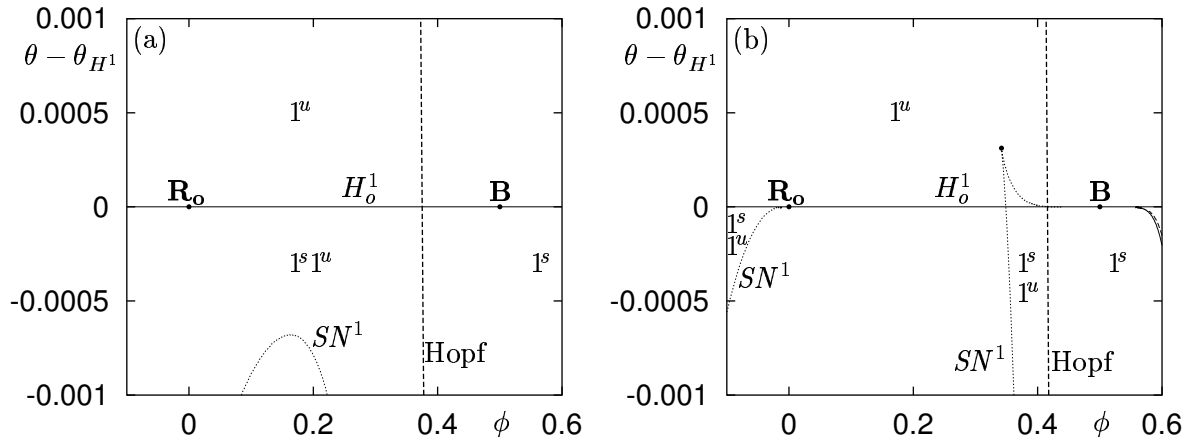 0.001
(a)
θ − θ_{H^1}
0.0005
1^u
R_o
H_o^1
B
0
1^s 1^u
1^s
-0.0005
SN^1
Hopf
-0.001
0
0.2
0.4
ϕ
0.6
0.001
(b)
θ − θ_{H^1}
0.0005
1^u
R_o
H_o^1
B
0
1^s
1^u
1^s
1^u
1^s
SN^1
-0.0005
SN^1
Hopf
-0.001
0
0.2
0.4
ϕ
0.6